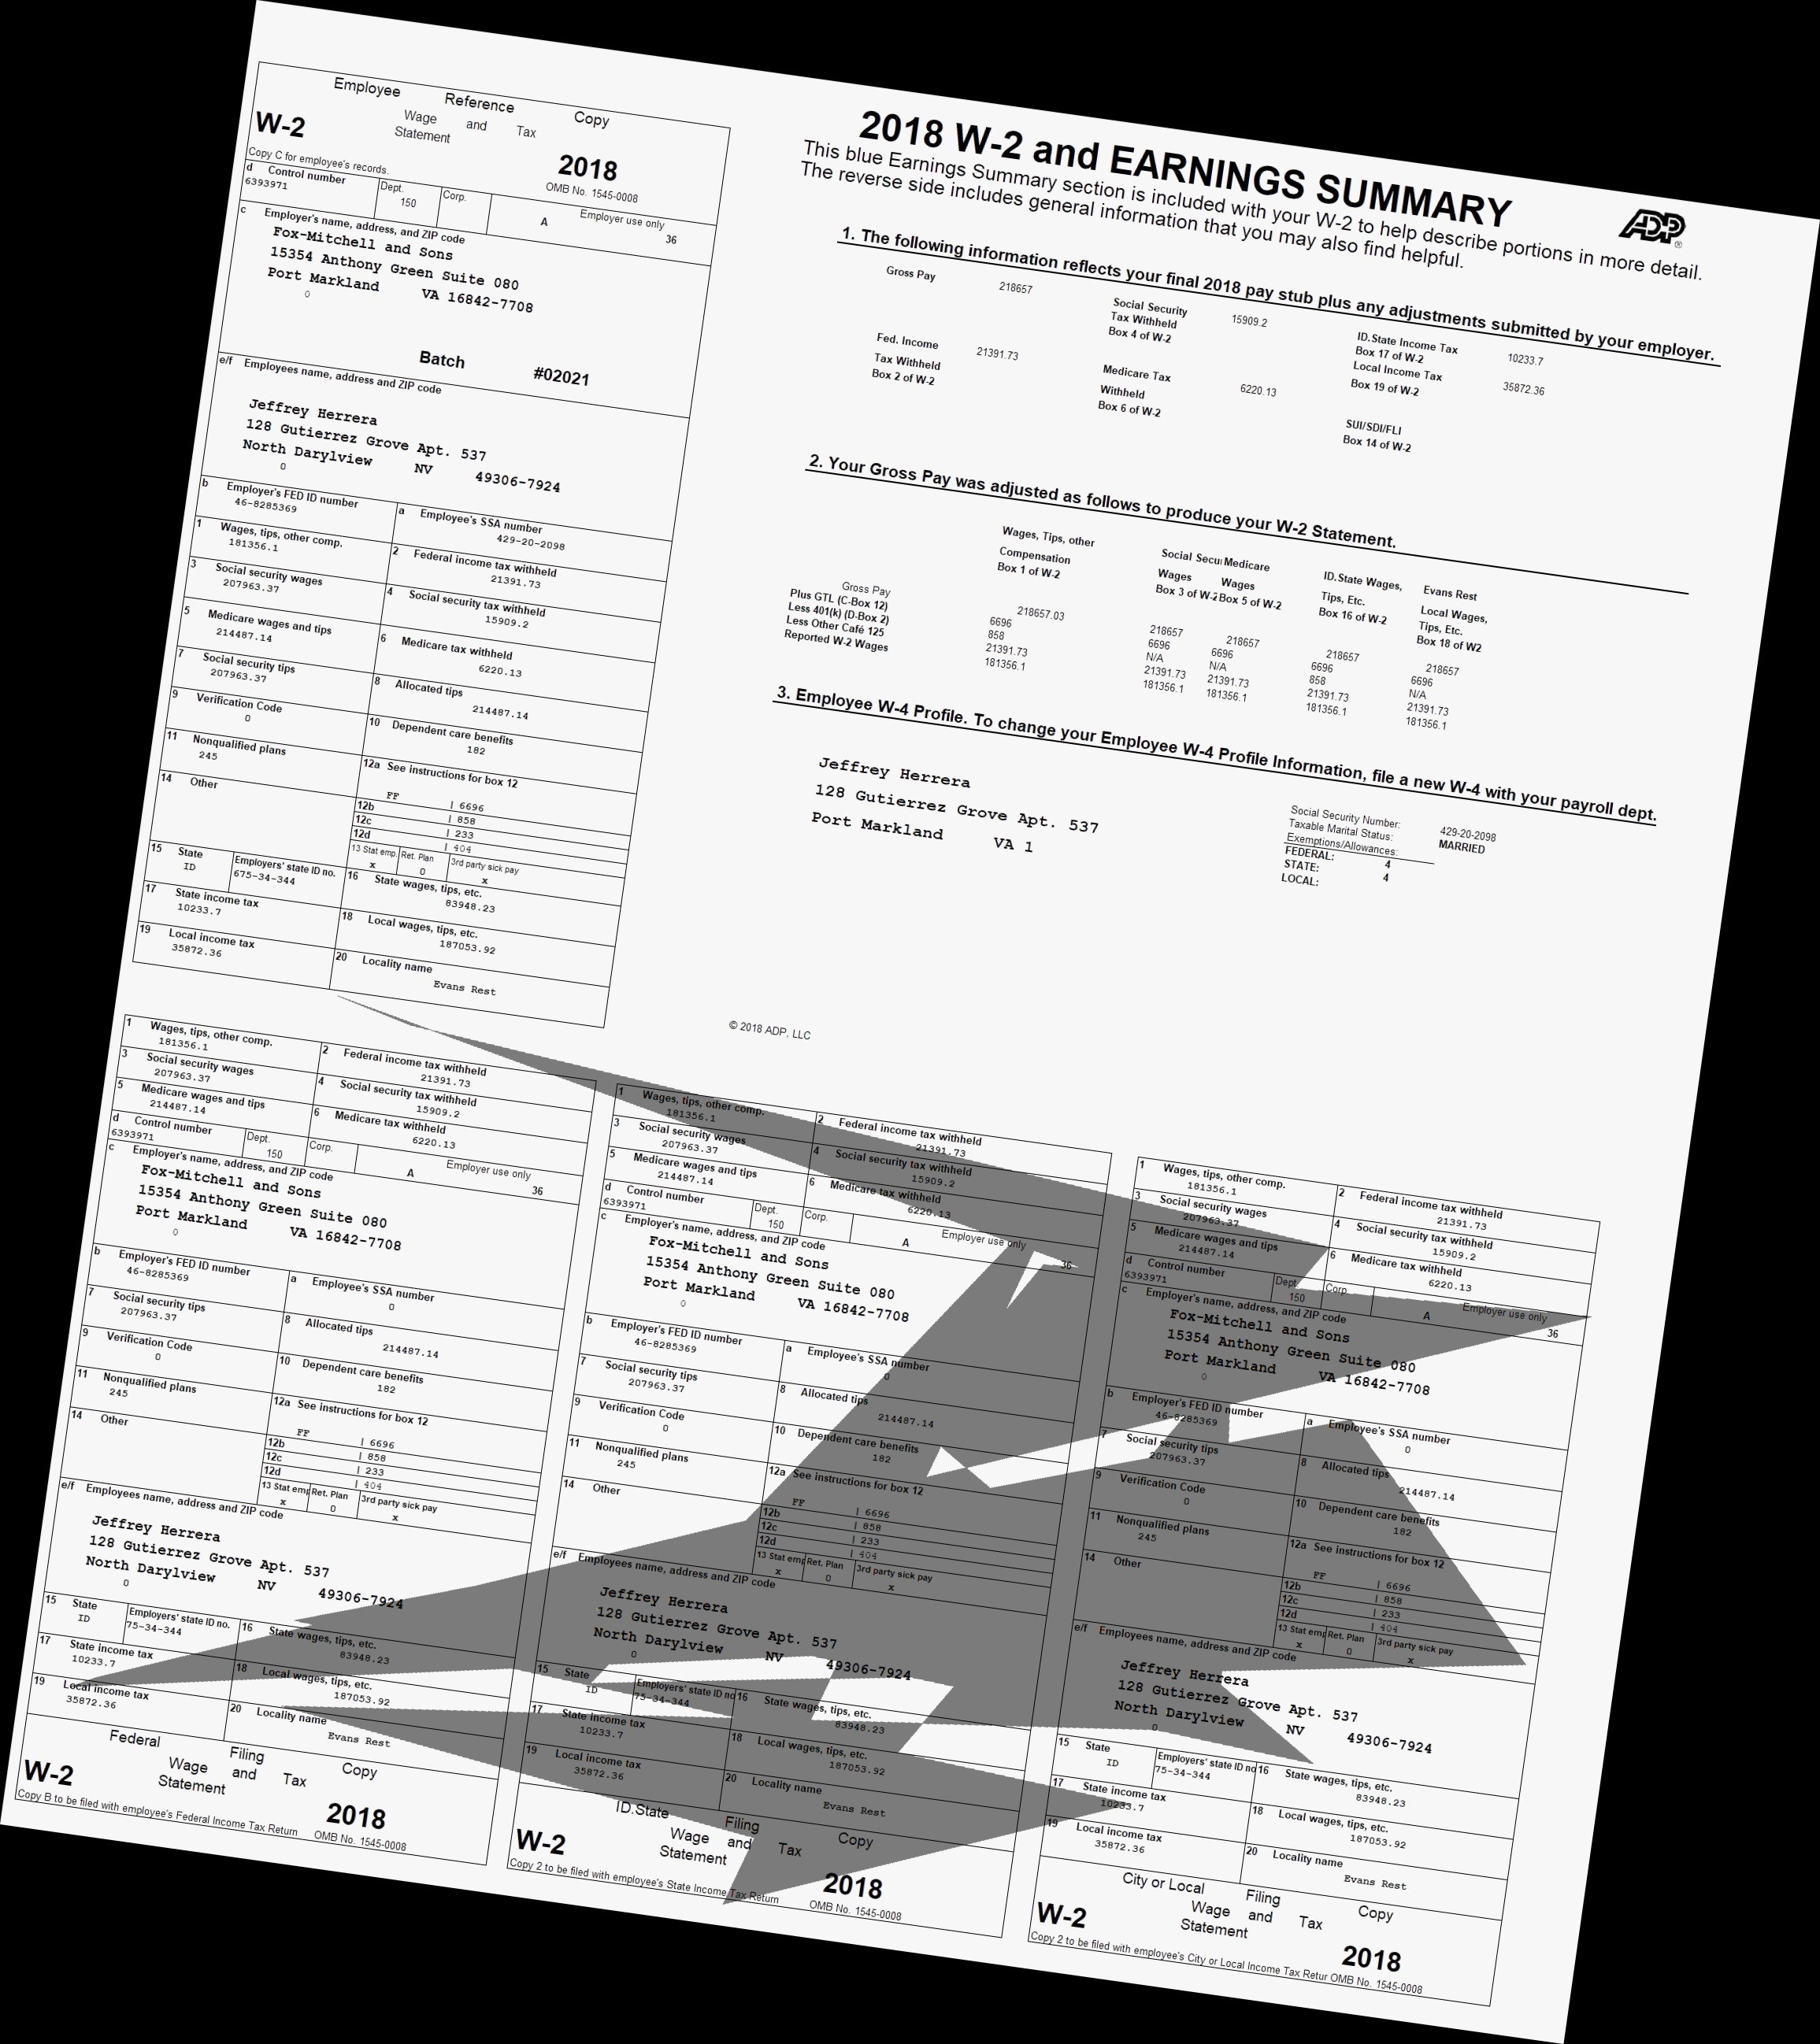 Employee Reference Copy
W-2 Wage and Tax
Statement 2018
Copy C for employee's records. OMB No. 1545-0008
d Control number Dept. Corp. Employer use only
6393971 150 A 36
c Employer's name, address, and ZIP code
Fox-Mitchell and Sons
15354 Anthony Green Suite 080
Port Markland VA 16842-7708
0
Batch #02021
e/f Employees name, address and ZIP code
Jeffrey Herrera
128 Gutierrez Grove Apt. 537
North Darylview NV 49306-7924
0
b Employer's FED ID number a Employee's SSA number
46-8285369 429-20-2098
1 Wages, tips, other comp. 2 Federal income tax withheld
181356.1 21391.73
3 Social security wages 4 Social security tax withheld
207963.37 15909.2
5 Medicare wages and tips 6 Medicare tax withheld
214487.14 6220.13
7 Social security tips 8 Allocated tips
207963.37 214487.14
9 Verification Code 10 Dependent care benefits
0 182
11 Nonqualified plans 12a See instructions for box 12
245 FF | 6696
14 Other 12b | 858
12c | 233
12d | 404
13 Stat emp. Ret. Plan 3rd party sick pay
x 0 x
15 State Employers' state ID no. 16 State wages, tips, etc.
ID 675-34-344 83948.23
17 State income tax 18 Local wages, tips, etc.
10233.7 187053.92
19 Local income tax 20 Locality name
35872.36 Evans Rest
2018 W-2 and EARNINGS SUMMARY
This blue Earnings Summary section is included with your W-2 to help describe portions in more detail.
The reverse side includes general information that you may also find helpful.
ADP®
1. The following information reflects your final 2018 pay stub plus any adjustments submitted by your employer.
Gross Pay 218657 Social Security 15909.2 ID.State Income Tax 10233.7
Tax Withheld Box 17 of W-2
Box 4 of W-2 Local Income Tax 35872.36
Fed. Income 21391.73 Box 19 of W-2
Tax Withheld Medicare Tax 6220.13
Box 2 of W-2 Withheld SUI/SDI/FLI
Box 6 of W-2 Box 14 of W-2
2. Your Gross Pay was adjusted as follows to produce your W-2 Statement.
Wages, Tips, other Social Secu Medicare ID.State Wages, Evans Rest
Compensation Wages Wages Tips, Etc. Local Wages,
Box 1 of W-2 Box 3 of W-2 Box 5 of W-2 Box 16 of W-2 Tips, Etc.
Box 18 of W2
Gross Pay 218657.03 218657 218657 218657 218657
Plus GTL (C-Box 12) 6696 6696 6696 6696 6696
Less 401(k) (D-Box 2) 858 N/A N/A 858 N/A
Less Other Café 125 21391.73 21391.73 21391.73 21391.73 21391.73
Reported W-2 Wages 181356.1 181356.1 181356.1 181356.1 181356.1
3. Employee W-4 Profile. To change your Employee W-4 Profile Information, file a new W-4 with your payroll dept.
Jeffrey Herrera
128 Gutierrez Grove Apt. 537
Port Markland VA 1
Social Security Number: 429-20-2098
Taxable Marital Status: MARRIED
Exemptions/Allowances:
FEDERAL: 4
STATE: 4
LOCAL:
© 2018 ADP, LLC
1 Wages, tips, other comp. 2 Federal income tax withheld
181356.1 21391.73
3 Social security wages 4 Social security tax withheld
207963.37 15909.2
5 Medicare wages and tips 6 Medicare tax withheld
214487.14 6220.13
d Control number Dept. Corp. Employer use only
6393971 150 A 36
c Employer's name, address, and ZIP code
Fox-Mitchell and Sons
15354 Anthony Green Suite 080
Port Markland VA 16842-7708
0
b Employer's FED ID number a Employee's SSA number
46-8285369 0
7 Social security tips 8 Allocated tips
207963.37 214487.14
9 Verification Code 10 Dependent care benefits
0 182
11 Nonqualified plans 12a See instructions for box 12
245 FF | 6696
14 Other 12b | 858
12c | 233
12d | 404
13 Stat emp Ret. Plan 3rd party sick pay
x 0 x
e/f Employees name, address and ZIP code
Jeffrey Herrera
128 Gutierrez Grove Apt. 537
North Darylview NV 49306-7924
0
15 State Employers' state ID no. 16 State wages, tips, etc.
ID 75-34-344 83948.23
17 State income tax 18 Local wages, tips, etc.
10233.7 187053.92
19 Local income tax 20 Locality name
35872.36 Evans Rest
Federal Filing Copy
W-2 Wage and Tax
Statement 2018
Copy B to be filed with employee's Federal Income Tax Return OMB No. 1545-0008
1 Wages, tips, other comp. 2 Federal income tax withheld
181356.1 21391.73
3 Social security wages 4 Social security tax withheld
207963.37 15909.2
5 Medicare wages and tips 6 Medicare tax withheld
214487.14 6220.13
d Control number Dept. Corp. Employer use only
6393971 150 A 36
c Employer's name, address, and ZIP code
Fox-Mitchell and Sons
15354 Anthony Green Suite 080
Port Markland VA 16842-7708
0
b Employer's FED ID number a Employee's SSA number
46-8285369 0
7 Social security tips 8 Allocated tips
207963.37 214487.14
9 Verification Code 10 Dependent care benefits
0 182
11 Nonqualified plans 12a See instructions for box 12
245 FF | 6696
14 Other 12b | 858
12c | 233
12d | 404
13 Stat emp Ret. Plan 3rd party sick pay
x 0 x
e/f Employees name, address and ZIP code
Jeffrey Herrera
128 Gutierrez Grove Apt. 537
North Darylview NV 49306-7924
0
15 State Employers' state ID no 16 State wages, tips, etc.
ID 75-34-344 83948.23
17 State income tax 18 Local wages, tips, etc.
10233.7 187053.92
19 Local income tax 20 Locality name
35872.36 Evans Rest
ID.State Filing Copy
W-2 Wage and Tax
Statement 2018
Copy 2 to be filed with employee's State Income Tax Return OMB No. 1545-0008
1 Wages, tips, other comp. 2 Federal income tax withheld
181356.1 21391.73
3 Social security wages 4 Social security tax withheld
207963.37 15909.2
5 Medicare wages and tips 6 Medicare tax withheld
214487.14 6220.13
d Control number Dept. Corp. Employer use only
6393971 150 A 36
c Employer's name, address, and ZIP code
Fox-Mitchell and Sons
15354 Anthony Green Suite 080
Port Markland VA 16842-7708
0
b Employer's FED ID number a Employee's SSA number
46-8285369 0
7 Social security tips 8 Allocated tips
207963.37 214487.14
9 Verification Code 10 Dependent care benefits
0 182
11 Nonqualified plans 12a See instructions for box 12
245 FF | 6696
14 Other 12b | 858
12c | 233
12d | 404
13 Stat emp Ret. Plan 3rd party sick pay
x 0 x
e/f Employees name, address and ZIP code
Jeffrey Herrera
128 Gutierrez Grove Apt. 537
North Darylview NV 49306-7924
0
15 State Employers' state ID no 16 State wages, tips, etc.
ID 75-34-344 83948.23
17 State income tax 18 Local wages, tips, etc.
10233.7 187053.92
19 Local income tax 20 Locality name
35872.36 Evans Rest
City or Local Filing Copy
W-2 Wage and Tax
Statement 2018
Copy 2 to be filed with employee's City or Local Income Tax Retur OMB No. 1545-0008